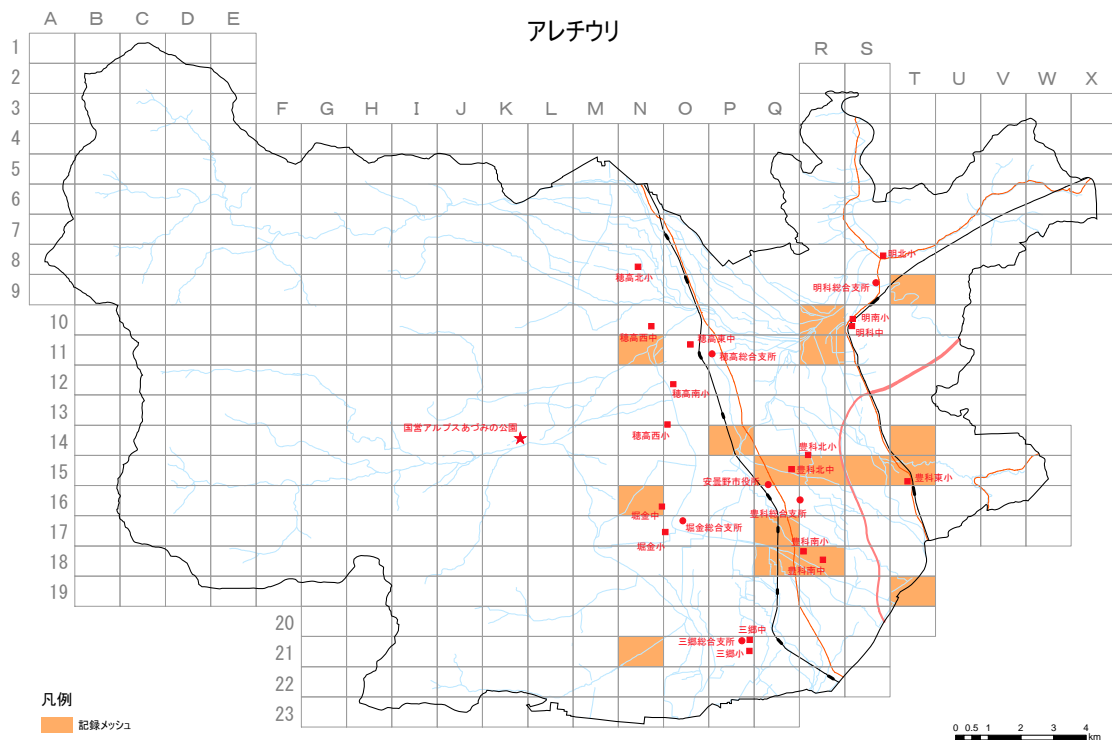 アレチウリ
A B C D E
R S
T U V W X
F G H I J K L M N O P Q
1
2
3
4
5
6
7
8
9
10
11
12
13
14
15
16
17
18
19
20
21
22
23
明北小
穂高北小
明科総合支所
明南小
明科中
穂高西中
穂高東中
穂高総合支所
穂高南小
国営アルプスあづみの公園
穂高西小
豊科北小
豊科北中
安曇野市役所
豊科東小
豊科総合支所
堀金中
堀金総合支所
堀金小
豊科南小
豊科南中
三郷中
三郷総合支所
三郷小
凡例
記録メッシュ
0 0.5 1 2 3 4
km